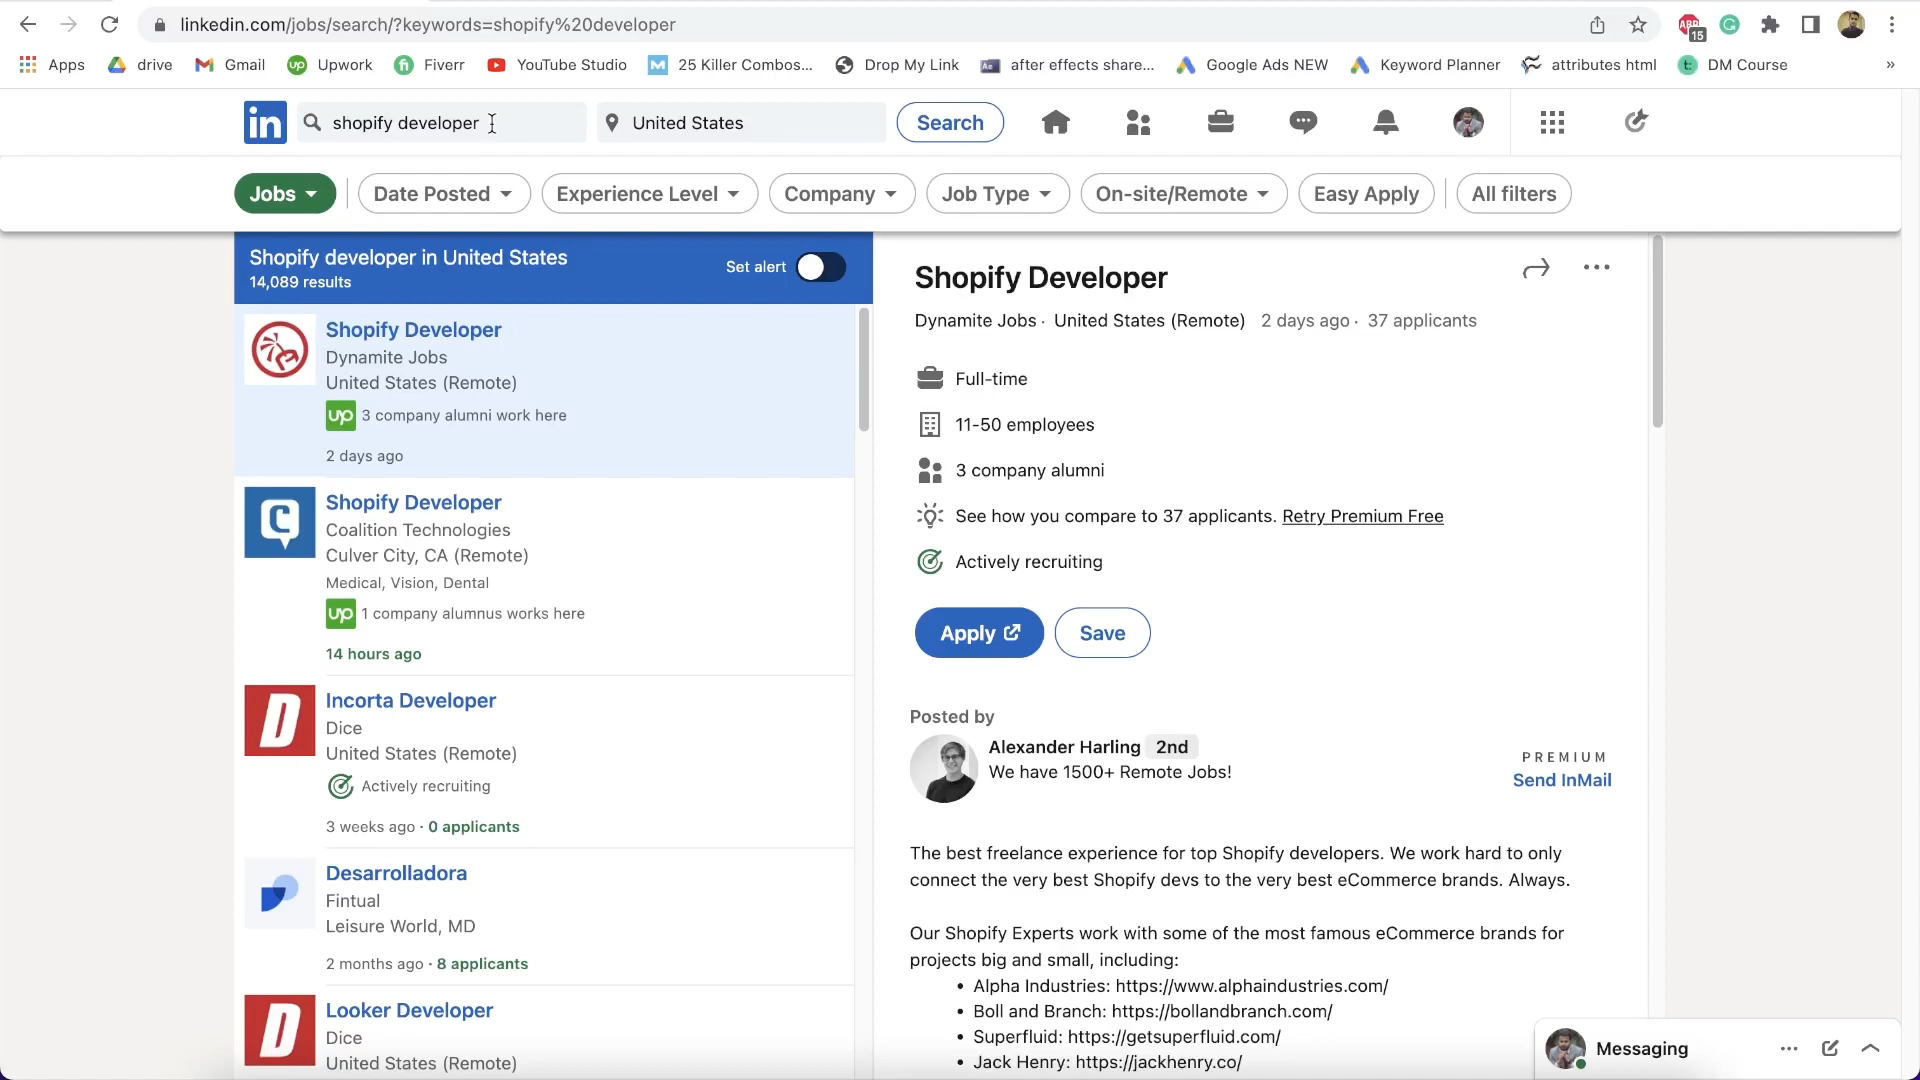 linkedin.com/jobs/search/?keywords=shopify%20developer
ABP
15
Apps
drive
Gmail
up
Upwork
fi
Fiverr
YouTube Studio
M
25 Killer Combos...
Drop My Link
Ae
after effects share...
Google Ads NEW
Keyword Planner
attributes html
t
DM Course
»
in
shopify developer
United States
Search
Jobs
Date Posted
Experience Level
Company
Job Type
On-site/Remote
Easy Apply
All filters
Shopify developer in United States
14,089 results
Set alert
Shopify Developer
Dynamite Jobs
United States (Remote)
up 3 company alumni work here
2 days ago
C
Shopify Developer
Coalition Technologies
Culver City, CA (Remote)
Medical, Vision, Dental
up 1 company alumnus works here
14 hours ago
D
Incorta Developer
Dice
United States (Remote)
Actively recruiting
3 weeks ago · 0 applicants
Desarrolladora
Fintual
Leisure World, MD
2 months ago · 8 applicants
D
Looker Developer
Dice
United States (Remote)
Shopify Developer
Dynamite Jobs · United States (Remote) 2 days ago · 37 applicants
Full-time
11-50 employees
3 company alumni
See how you compare to 37 applicants. Retry Premium Free
Actively recruiting
Apply
Save
Posted by
Alexander Harling 2nd
We have 1500+ Remote Jobs!
PREMIUM
Send InMail
The best freelance experience for top Shopify developers. We work hard to only
connect the very best Shopify devs to the very best eCommerce brands. Always.
Our Shopify Experts work with some of the most famous eCommerce brands for
projects big and small, including:
• Alpha Industries: https://www.alphaindustries.com/
• Boll and Branch: https://bollandbranch.com/
• Superfluid: https://getsuperfluid.com/
• Jack Henry: https://jackhenry.co/
Messaging